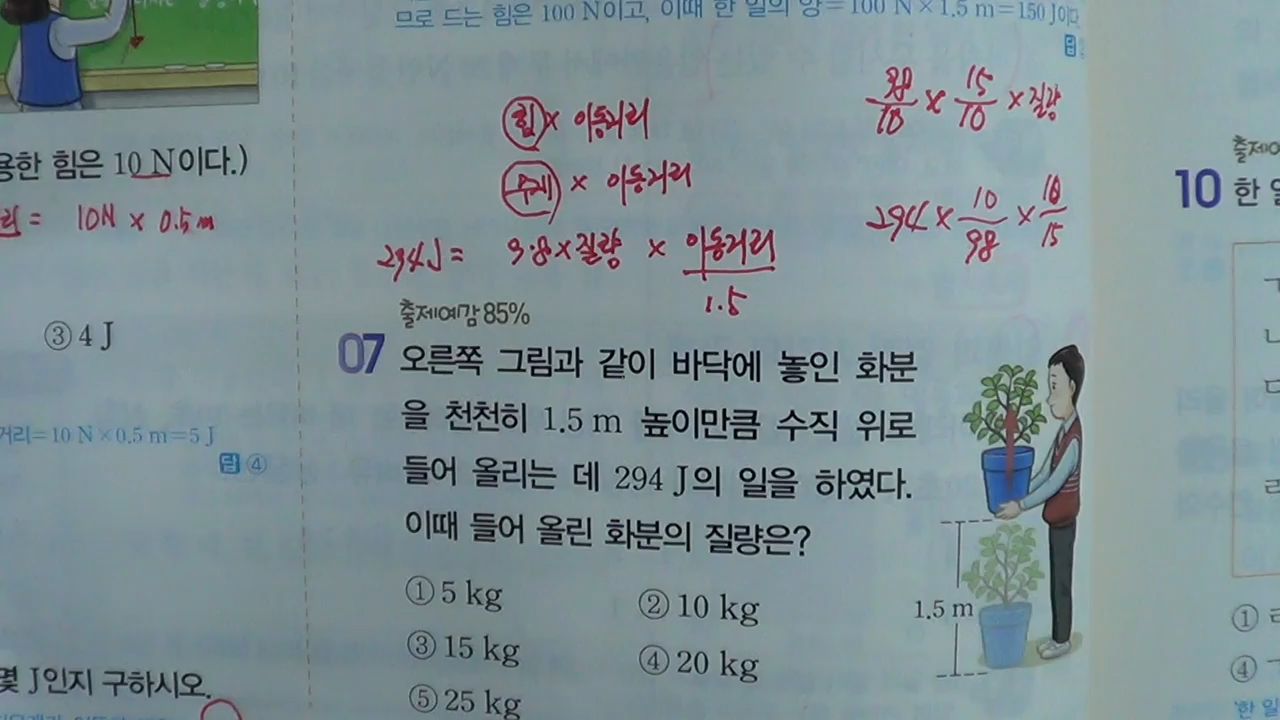 용한 힘은 10 N이다.)
리 = 10N × 0.5m
③ 4 J
거리=10 N×0.5 m=5 J
답 ④
몇 J인지 구하시오.
므로 드는 힘은 100 N이고, 이때 한 일의 양=100 N×1.5 m=150 J이다.
답
힘 × 이동거리
무게 × 이동거리
294J = 9.8×질량 × 이동거리
1.5
98/10 × 15/10 × 질량
294 × 10/98 × 10/15
출제예감 85%
07 오른쪽 그림과 같이 바닥에 놓인 화분
을 천천히 1.5 m 높이만큼 수직 위로
들어 올리는 데 294 J의 일을 하였다.
이때 들어 올린 화분의 질량은?
① 5 kg ② 10 kg
③ 15 kg ④ 20 kg
⑤ 25 kg
1.5 m
출제예
10 한 일
ㄱ
ㄴ
ㄷ
ㄹ
① ㄹ
④ ㄱ
'한 일